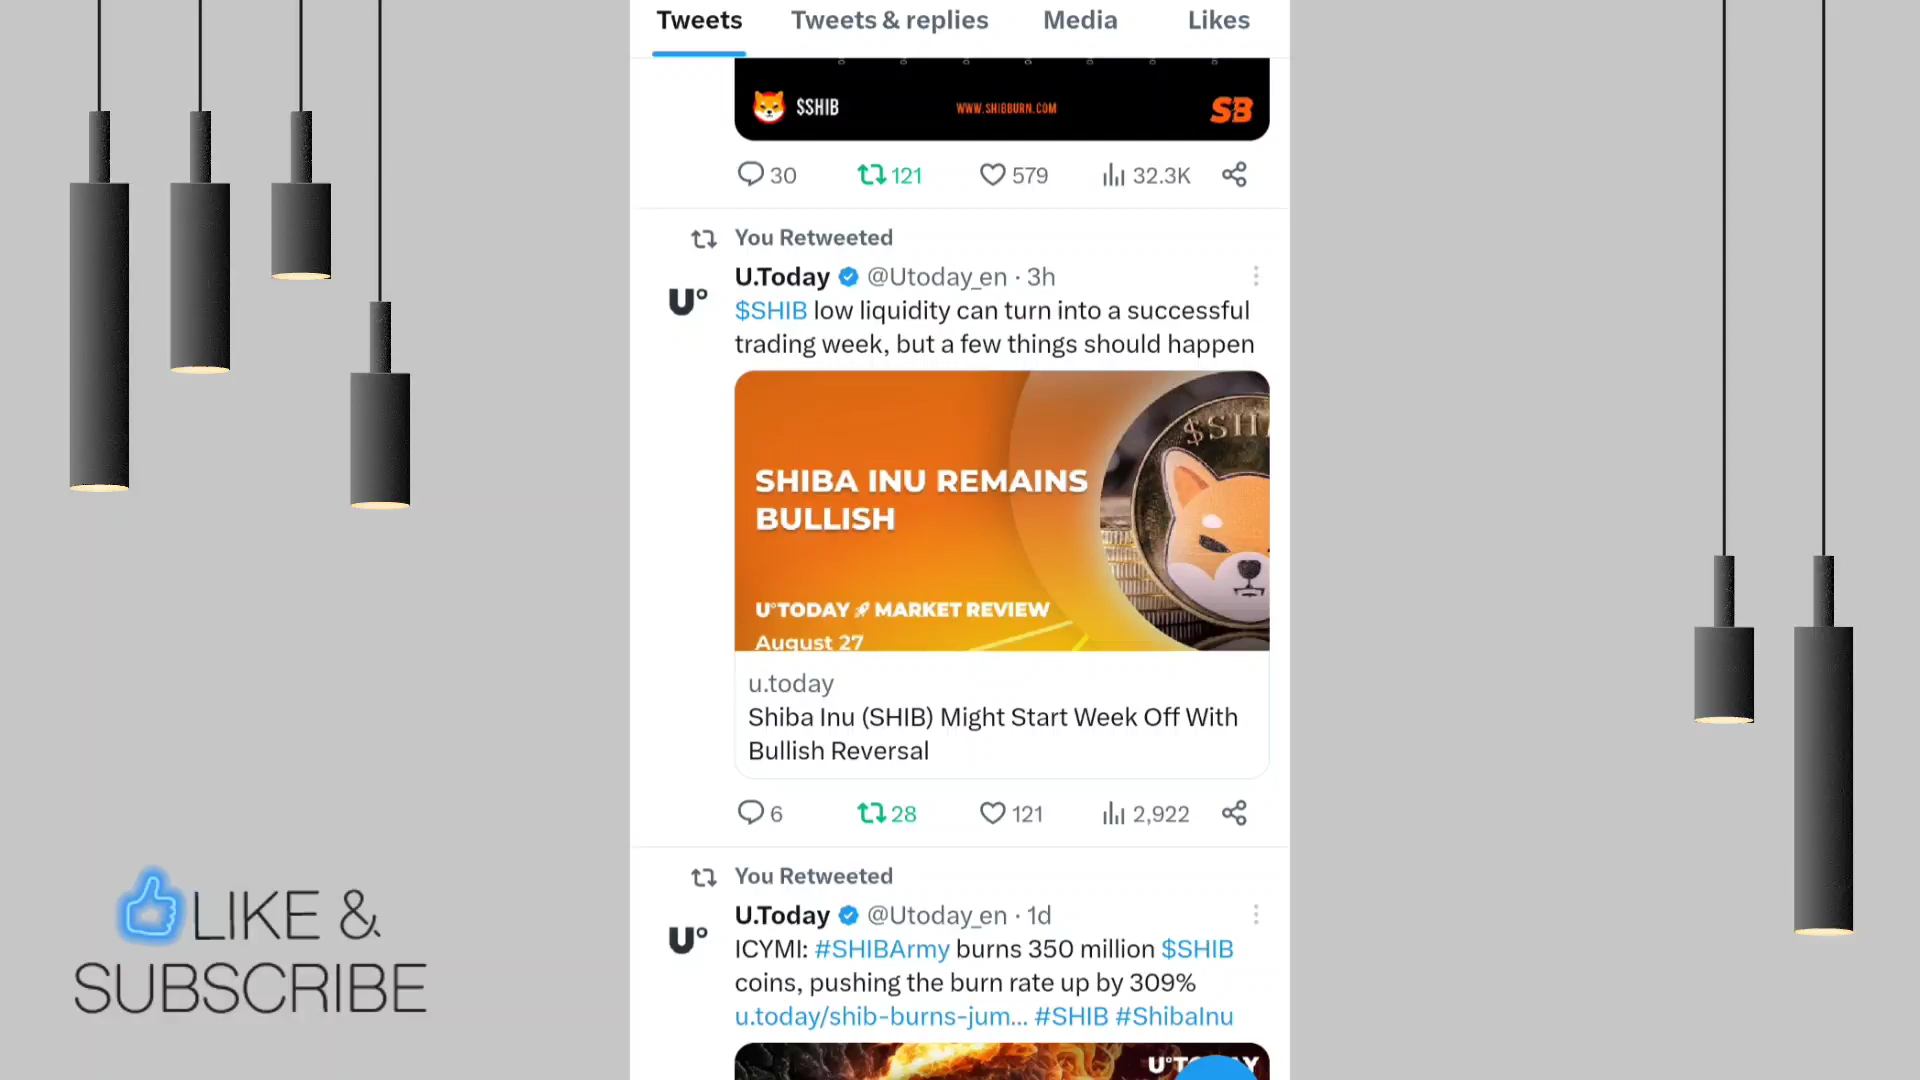 Tweets Tweets & replies Media Likes
$SHIB WWW.SHIBBURN.COM SB
30 121 579 32.3K
You Retweeted
U.Today @Utoday_en · 3h
U°
$SHIB low liquidity can turn into a successful
trading week, but a few things should happen
$SHI
SHIBA INU REMAINS
BULLISH
U°TODAY MARKET REVIEW
August 27
u.today
Shiba Inu (SHIB) Might Start Week Off With
Bullish Reversal
6 28 121 2,922
You Retweeted
U.Today @Utoday_en · 1d
U°
ICYMI: #SHIBArmy burns 350 million $SHIB
coins, pushing the burn rate up by 309%
u.today/shib-burns-jum... #SHIB #ShibaInu
LIKE &
SUBSCRIBE